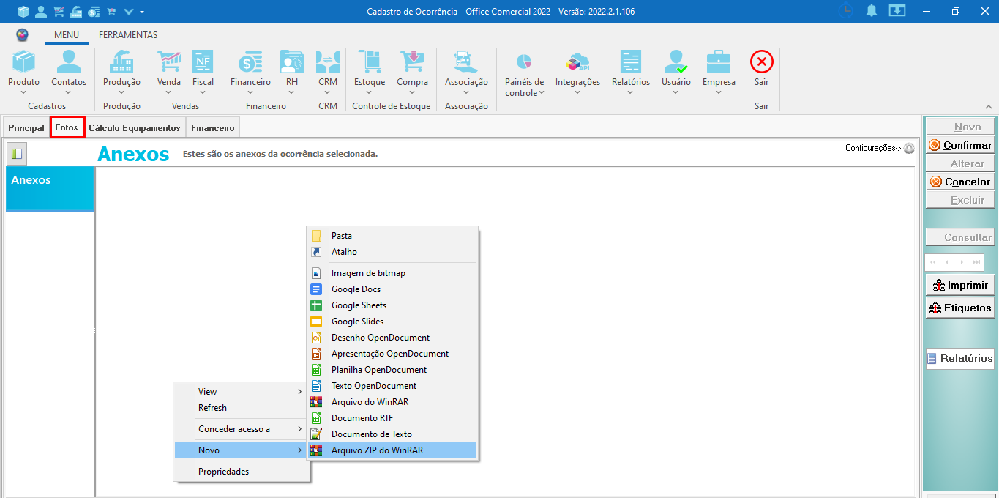 Cadastro de Ocorrência - Office Comercial 2022 - Versão: 2022.2.1.106
MENU FERRAMENTAS
NF API
Produto Contatos Produção Venda Fiscal Financeiro RH CRM Estoque Compra Associação Painéis de controle Integrações Relatórios Usuário Empresa Sair
Cadastros Produção Vendas Financeiro CRM Controle de Estoque Associação Sair
Principal Fotos Cálculo Equipamentos Financeiro
Anexos Estes são os anexos da ocorrência selecionada. Configurações->
Anexos
Pasta
Atalho
Imagem de bitmap
Google Docs
Google Sheets
Google Slides
Desenho OpenDocument
Apresentação OpenDocument
Planilha OpenDocument
Texto OpenDocument
Arquivo do WinRAR
Documento RTF
Documento de Texto
Arquivo ZIP do WinRAR
View
Refresh
Conceder acesso a
Novo
Propriedades
Novo
Confirmar
Alterar
Cancelar
Excluir
Consultar
Imprimir
Etiquetas
Relatórios